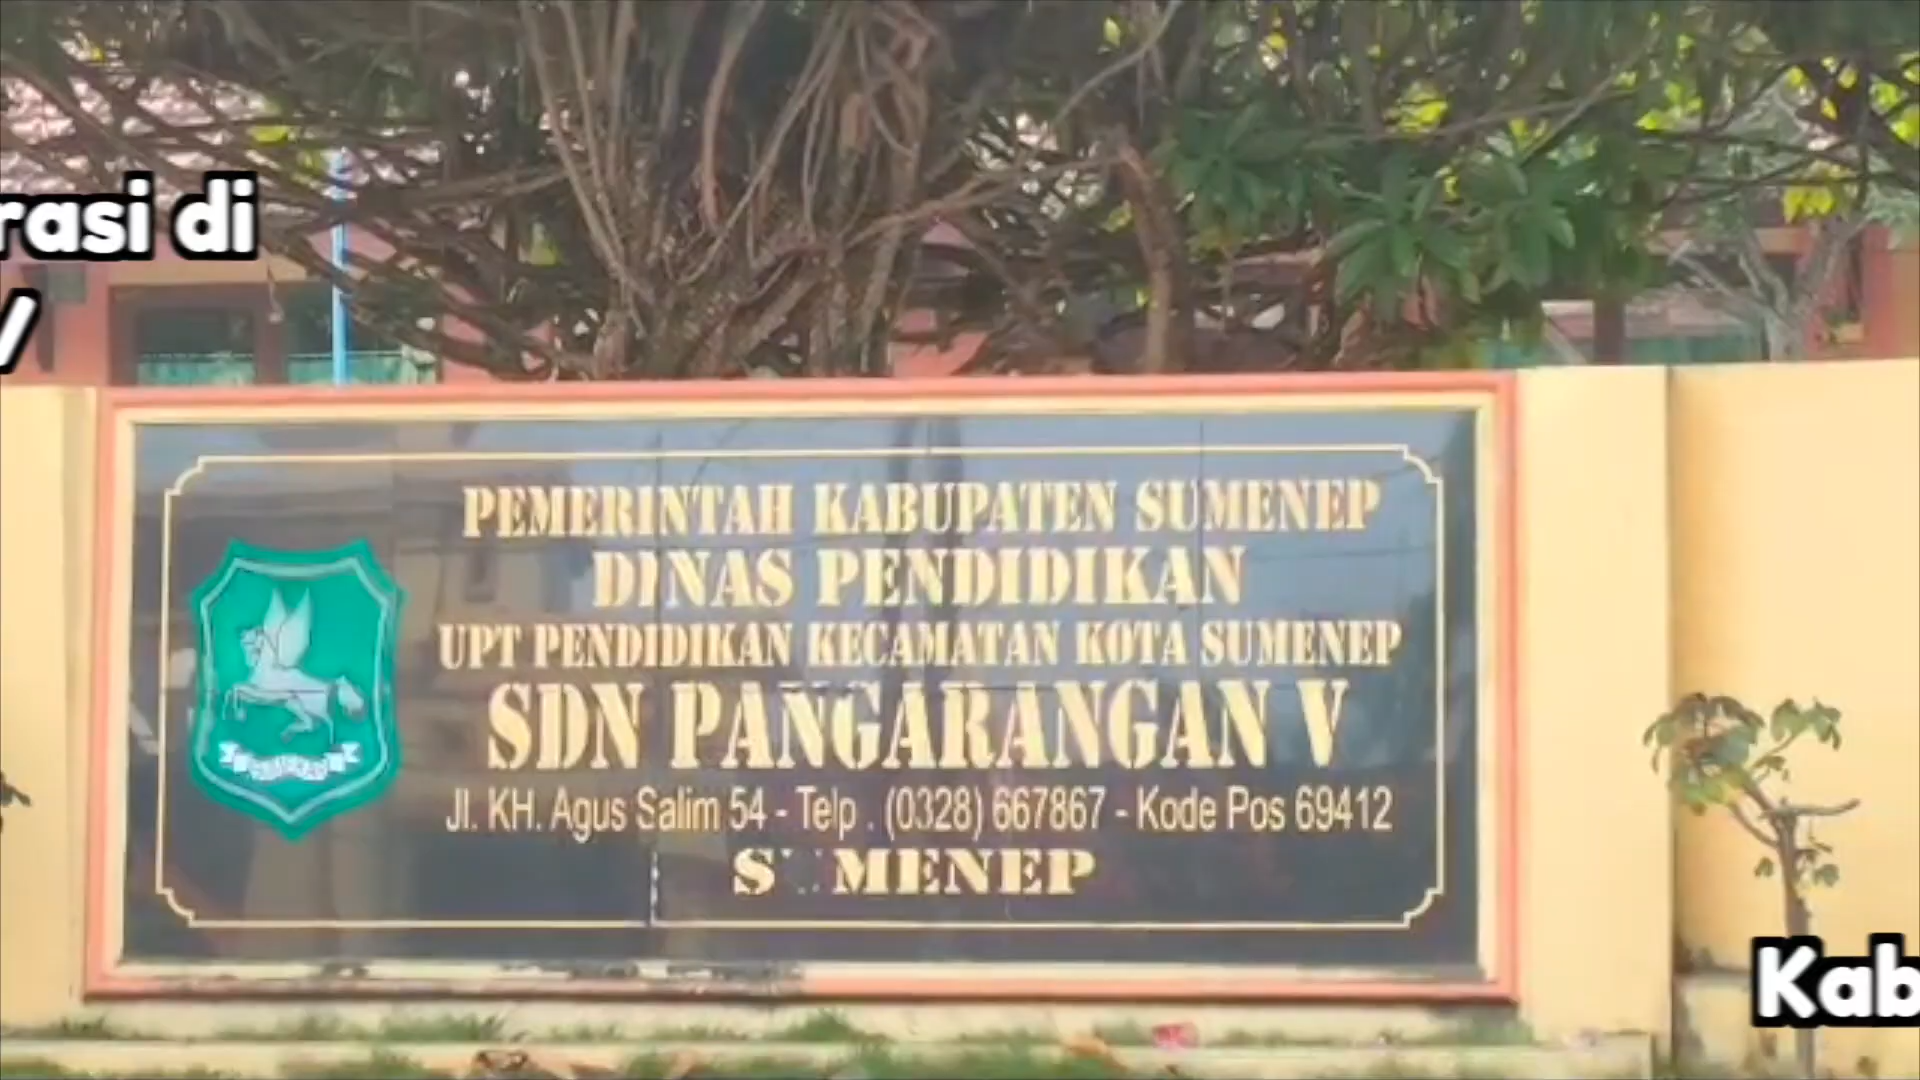 rasi di
V
PEMERINTAH KABUPATEN SUMENEP
DINAS PENDIDIKAN
UPT PENDIDIKAN KECAMATAN KOTA SUMENEP
SDN PANGARANGAN V
Jl. KH. Agus Salim 54 - Telp . (0328) 667867 - Kode Pos 69412
S MENEP
Kab